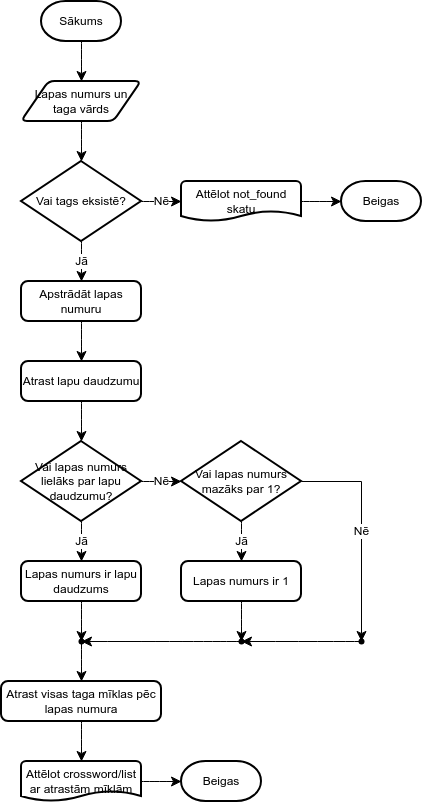 Sākums
Lapas numurs un
taga vārds
Vai tags eksistē?
Nē
Attēlot not_found
skatu
Beigas
Jā
Apstrādāt lapas
numuru
Atrast lapu daudzumu
Vai lapas numurs
lielāks par lapu
daudzumu?
Nē
Vai lapas numurs
mazāks par 1?
Nē
Jā
Jā
Lapas numurs ir lapu
daudzums
Lapas numurs ir 1
Atrast visas taga mīklas pēc
lapas numura
Attēlot crossword/list
ar atrastām mīklām
Beigas